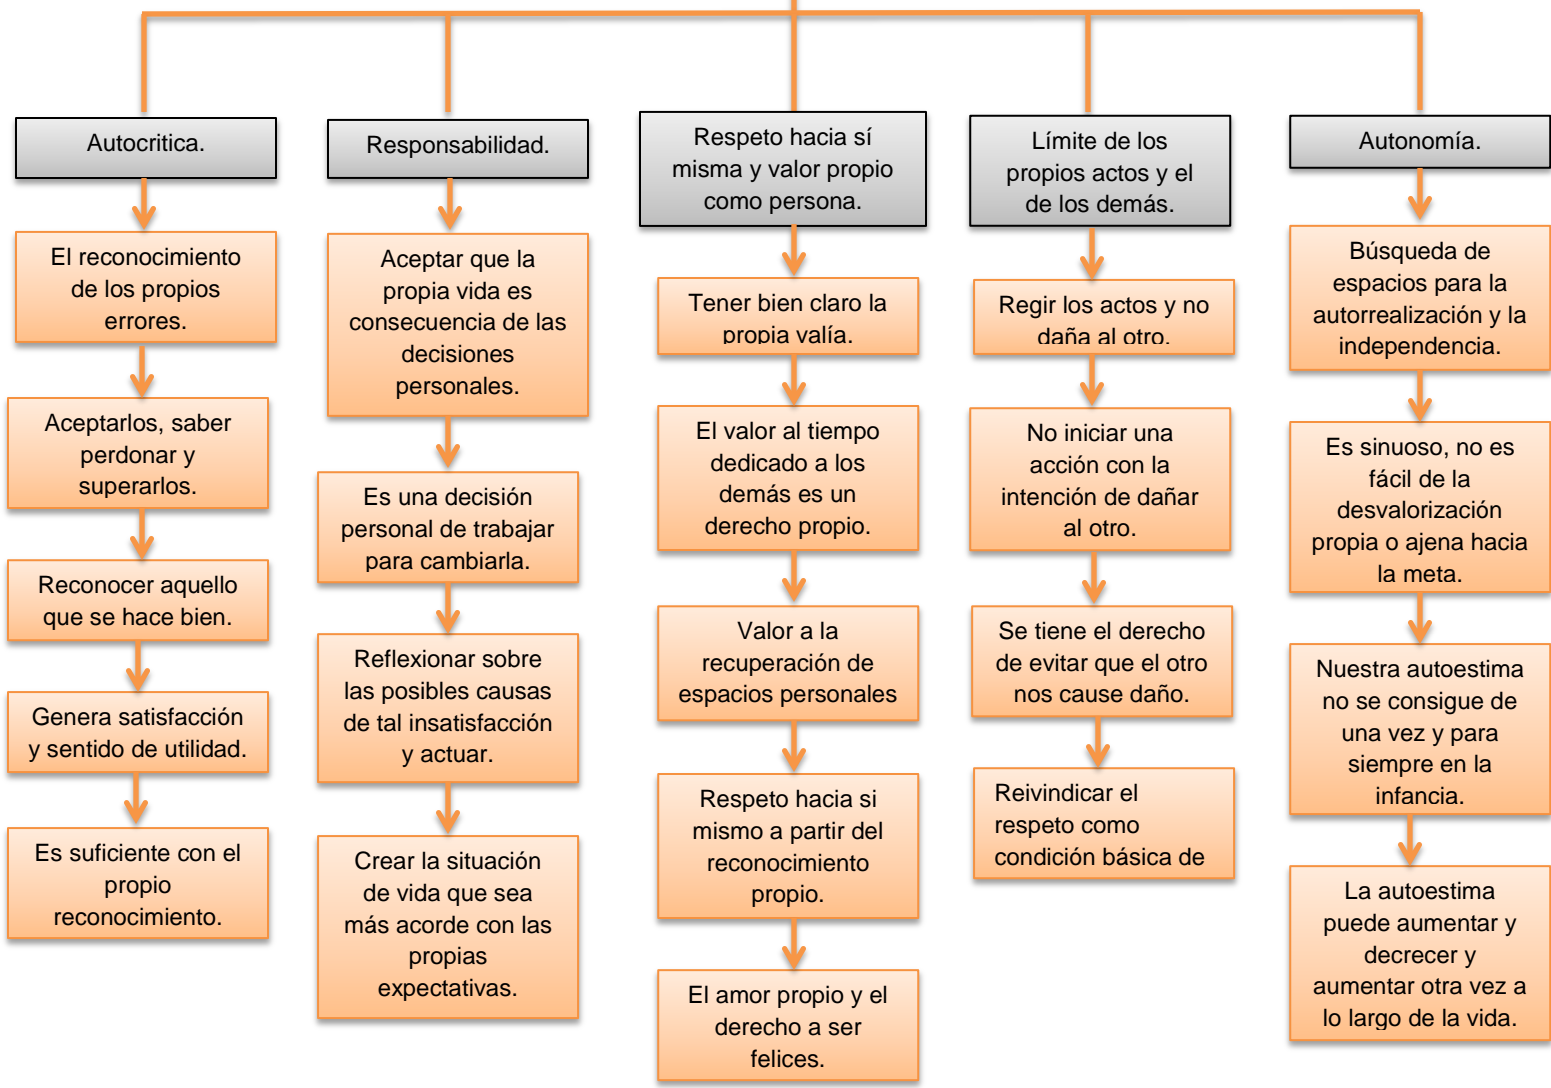 Autocritica.
El reconocimiento
de los propios
errores.
Aceptarlos, saber
perdonar y
superarlos.
Reconocer aquello
que se hace bien.
Genera satisfacción
y sentido de utilidad.
Es suficiente con el
propio
reconocimiento.
Responsabilidad.
Aceptar que la
propia vida es
consecuencia de las
decisiones
personales.
Es una decisión
personal de trabajar
para cambiarla.
Reflexionar sobre
las posibles causas
de tal insatisfacción
y actuar.
Crear la situación
de vida que sea
más acorde con las
propias
expectativas.
Respeto hacia sí
misma y valor propio
como persona.
Tener bien claro la
propia valía.
El valor al tiempo
dedicado a los
demás es un
derecho propio.
Valor a la
recuperación de
espacios personales
Respeto hacia si
mismo a partir del
reconocimiento
propio.
El amor propio y el
derecho a ser
felices.
Límite de los
propios actos y el
de los demás.
Regir los actos y no
daña al otro.
No iniciar una
acción con la
intención de dañar
al otro.
Se tiene el derecho
de evitar que el otro
nos cause daño.
Reivindicar el
respeto como
condición básica de
Autonomía.
Búsqueda de
espacios para la
autorrealización y la
independencia.
Es sinuoso, no es
fácil de la
desvalorización
propia o ajena hacia
la meta.
Nuestra autoestima
no se consigue de
una vez y para
siempre en la
infancia.
La autoestima
puede aumentar y
decrecer y
aumentar otra vez a
lo largo de la vida.